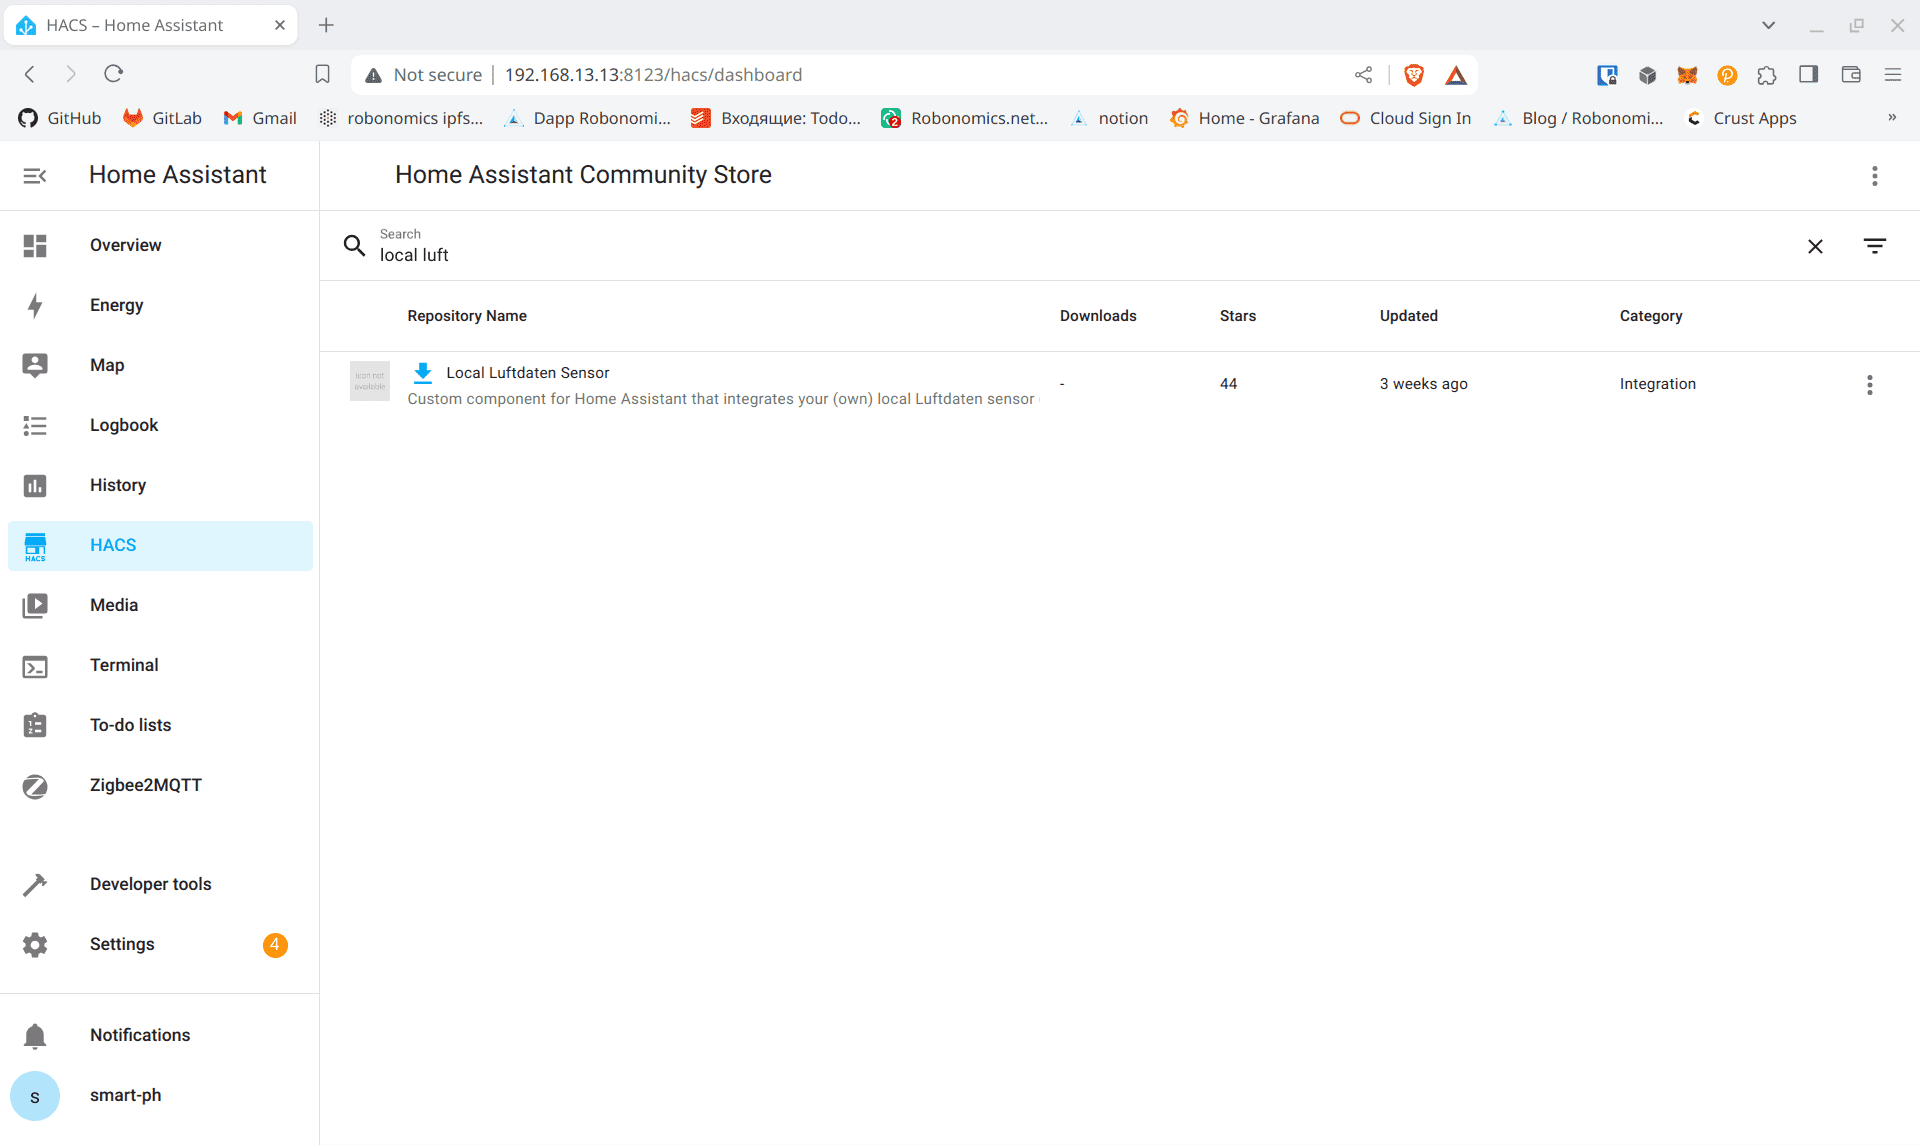 HACS – Home Assistant
Not secure 192.168.13.13:8123/hacs/dashboard
GitHub GitLab Gmail robonomics ipfs... Dapp Robonomi... Входящие: Todo... Robonomics.net... notion Home - Grafana Cloud Sign In Blog / Robonomi... Crust Apps »
Home Assistant
Home Assistant Community Store
Search
local luft
Repository Name Downloads Stars Updated Category
icon not
available
Local Luftdaten Sensor
Custom component for Home Assistant that integrates your (own) local Luftdaten sensor
- 44 3 weeks ago Integration
Overview
Energy
Map
Logbook
History
HACS
HACS
Media
Terminal
To-do lists
Zigbee2MQTT
Developer tools
Settings 4
Notifications
s smart-ph